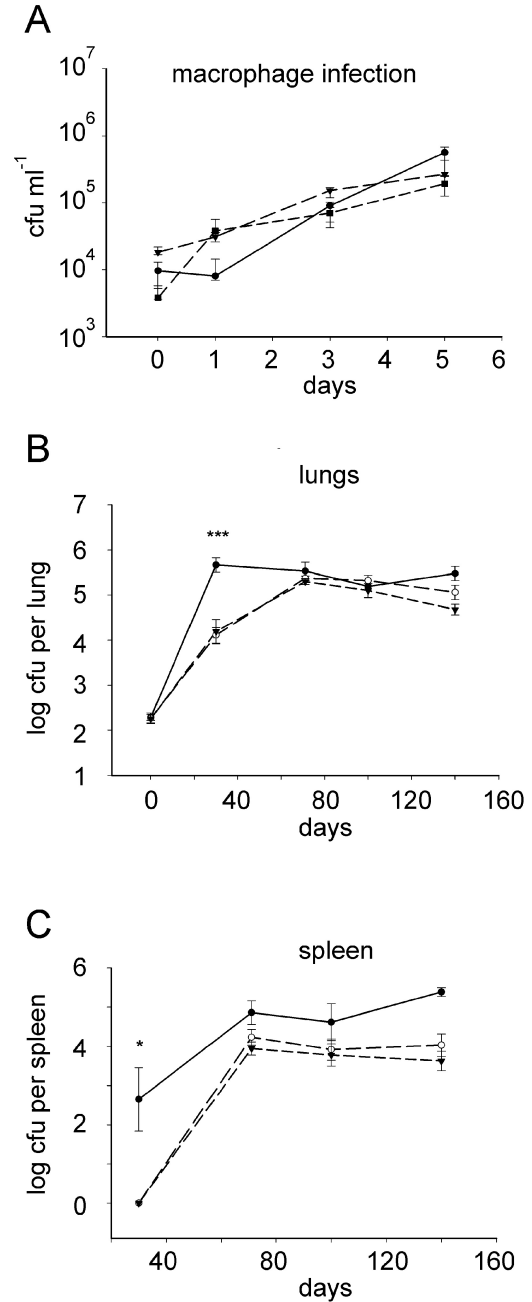 A
macrophage infection
10^7
10^6
10^5
10^4
10^3
cfu ml^-1
0 1 2 3 4 5 6
days
B
lungs
7
6
5
4
3
2
1
***
log cfu per lung
0 40 80 120 160
days
C
spleen
6
4
2
0
*
log cfu per spleen
40 80 120 160
days